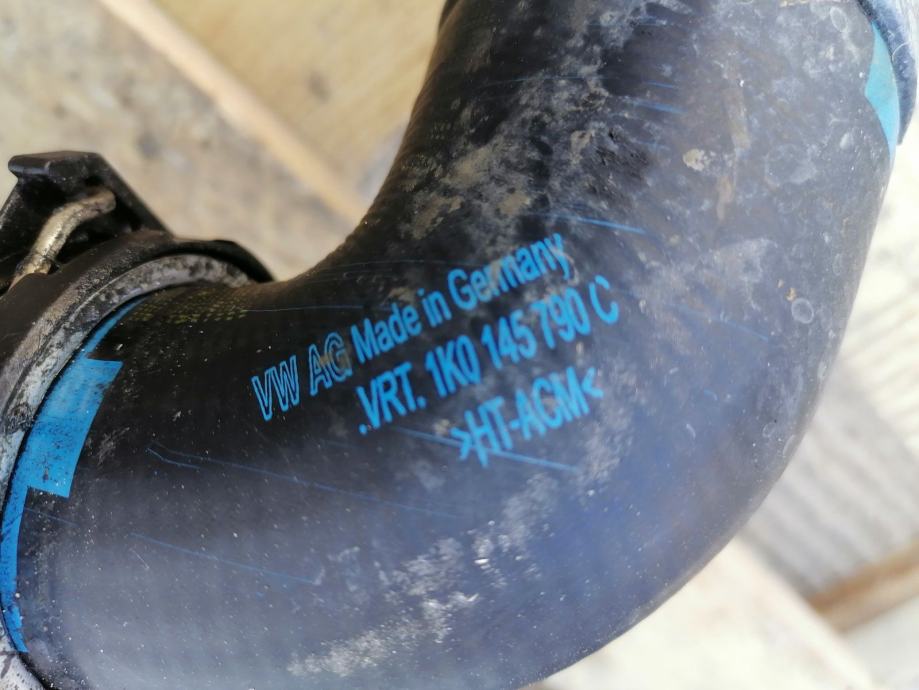 VW AG Made in Germany
.VRT. 1K0 145 790 C
>HT-ACM<